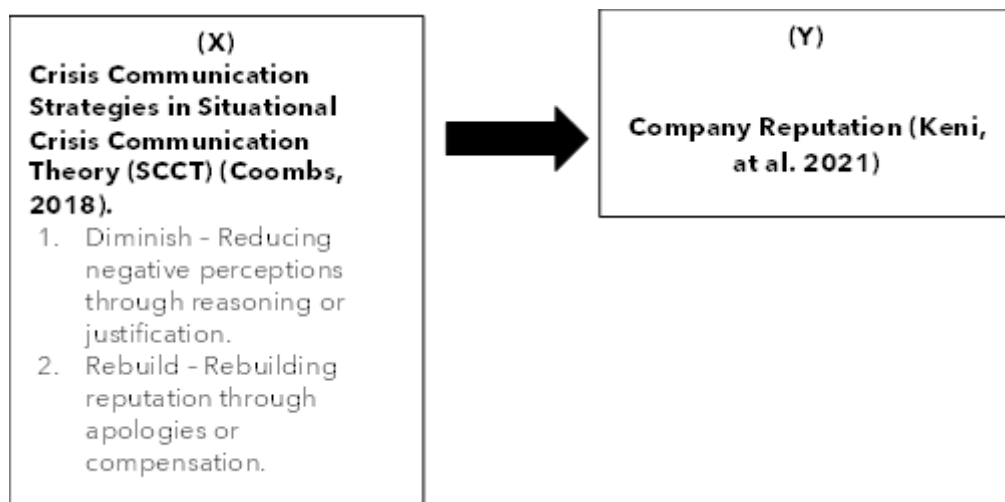 (X)
Crisis Communication
Strategies in Situational
Crisis Communication
Theory (SCCT) (Coombs,
2018).
1. Diminish – Reducing
negative perceptions
through reasoning or
justification.
2. Rebuild – Rebuilding
reputation through
apologies or
compensation.
(Y)
Company Reputation (Keni,
at al. 2021)